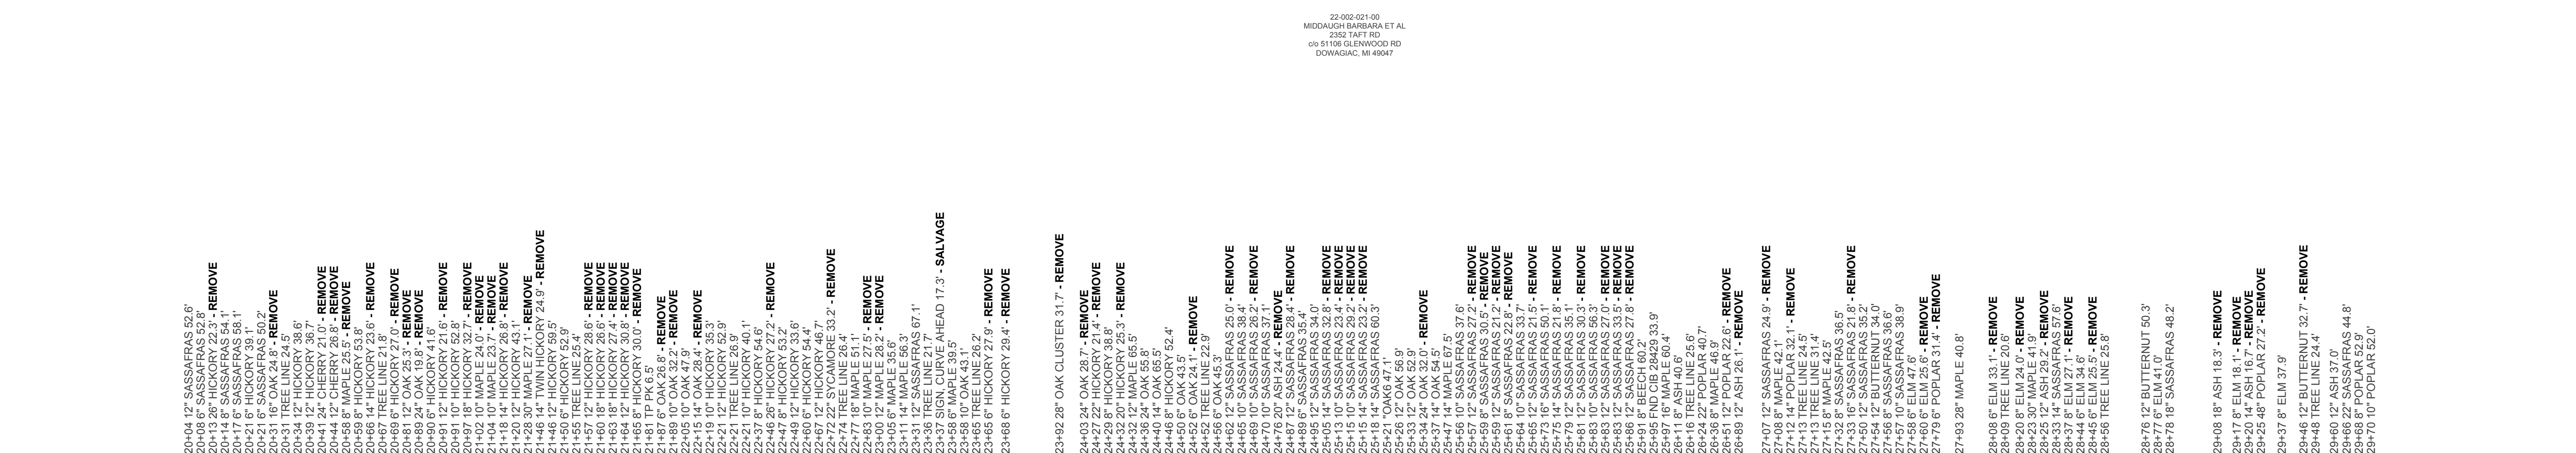 22-002-021-00
MIDDAUGH BARBARA ET AL
2352 TAFT RD
c/o 51106 GLENWOOD RD
DOWAGIAC, MI 49047
20+04 12" SASSAFRAS 52.6'
20+08 6" SASSAFRAS 52.8'
20+13 26" HICKORY 22.3' - REMOVE
20+14 8" SASSAFRAS 54.1'
20+17 6" SASSAFRAS 58.1'
20+21 6" HICKORY 39.1'
20+21 6" SASSAFRAS 50.2'
20+31 16" OAK 24.8' - REMOVE
20+31 TREE LINE 24.5'
20+34 12" HICKORY 38.6'
20+39 12" HICKORY 36.7'
20+41 24" CHERRY 21.0' - REMOVE
20+44 12" CHERRY 26.8' - REMOVE
20+58 8" MAPLE 25.5' - REMOVE
20+59 8" HICKORY 53.8'
20+66 14" HICKORY 23.6' - REMOVE
20+67 TREE LINE 21.8'
20+69 8" HICKORY 27.0' - REMOVE
20+81 10" OAK 25.3' - REMOVE
20+89 24" OAK 19.8' - REMOVE
20+90 6" HICKORY 41.6'
20+91 12" HICKORY 21.6' - REMOVE
20+91 10" HICKORY 52.8'
20+97 18" HICKORY 32.7' - REMOVE
21+02 10" MAPLE 24.0' - REMOVE
21+04 10" MAPLE 23.7' - REMOVE
21+08 14" HICKORY 26.8' - REMOVE
21+20 12" HICKORY 43.1'
21+28 30" MAPLE 27.1' - REMOVE
21+46 14" TWIN HICKORY 24.9' - REMOVE
21+46 12" HICKORY 59.5'
21+50 6" HICKORY 52.9'
21+55 TREE LINE 25.4'
21+57 12" HICKORY 28.6' - REMOVE
21+60 18" HICKORY 26.6' - REMOVE
21+63 18" HICKORY 27.4' - REMOVE
21+64 12" HICKORY 30.8' - REMOVE
21+65 8" HICKORY 30.0' - REMOVE
21+81 TP PK 6.5'
21+87 6" OAK 26.8' - REMOVE
21+92 8" OAK 32.2' - REMOVE
22+05 10" OAK 47.9'
22+15 14" OAK 28.4' - REMOVE
22+19 10" HICKORY 35.3'
22+21 12" HICKORY 52.9'
22+21 TREE LINE 26.9'
22+21 10" HICKORY 40.1'
22+37 12" HICKORY 54.6'
22+46 26" HICKORY 27.2' - REMOVE
22+47 8" HICKORY 53.2'
22+49 12" HICKORY 33.6'
22+60 6" HICKORY 54.4'
22+67 12" HICKORY 46.7'
22+72 22" SYCAMORE 33.2' - REMOVE
22+74 TREE LINE 26.4'
22+77 18" MAPLE 51.1'
22+83 10" MAPLE 27.5' - REMOVE
23+00 12" MAPLE 28.2' - REMOVE
23+05 6" MAPLE 35.6'
23+11 14" MAPLE 56.3'
23+31 12" SASSAFRAS 67.1'
23+36 TREE LINE 21.7'
23+37 SIGN, CURVE AHEAD 17.3' - SALVAGE
23+53 6" MAPLE 39.5'
23+58 10" OAK 43.1'
23+65 TREE LINE 26.2'
23+65 6" HICKORY 27.9' - REMOVE
23+68 6" HICKORY 29.4' - REMOVE
23+92 28" OAK CLUSTER 31.7' - REMOVE
24+03 24" OAK 28.7' - REMOVE
24+27 22" HICKORY 21.4' - REMOVE
24+29 18" HICKORY 38.8'
24+31 22" HICKORY 25.3' - REMOVE
24+32 12" MAPLE 65.5'
24+36 24" OAK 55.8'
24+40 14" OAK 65.5'
24+46 8" HICKORY 52.4'
24+50 6" OAK 43.5'
24+52 10" OAK 24.1' - REMOVE
24+54 TREE LINE 22.9'
24+56 6" OAK 45.3'
24+62 12" SASSAFRAS 25.0' - REMOVE
24+65 10" SASSAFRAS 38.4'
24+69 10" SASSAFRAS 26.2' - REMOVE
24+70 10" SASSAFRAS 37.1'
24+76 20" ASH 24.4' - REMOVE
24+87 12" SASSAFRAS 28.4' - REMOVE
24+92 6" SASSAFRAS 35.4'
24+95 12" SASSAFRAS 34.0'
25+05 14" SASSAFRAS 32.8' - REMOVE
25+13 12" SASSAFRAS 23.4' - REMOVE
25+15 14" SASSAFRAS 29.2' - REMOVE
25+15 14" SASSAFRAS 23.2' - REMOVE
25+18 14" SASSAFRAS 60.3'
25+21 7" OAK6 47.1'
25+26 12" OAK 56.9'
25+33 12" OAK 52.9'
25+34 24" OAK 32.0' - REMOVE
25+37 14" OAK 54.5'
25+47 14" MAPLE 67.5'
25+56 10" SASSAFRAS 37.6'
25+57 12" SASSAFRAS 27.2' - REMOVE
25+59 8" SASSAFRAS 30.5' - REMOVE
25+59 12" SASSAFRAS 21.2' - REMOVE
25+61 8" SASSAFRAS 22.8' - REMOVE
25+64 10" SASSAFRAS 33.7'
25+65 12" SASSAFRAS 21.5' - REMOVE
25+73 16" SASSAFRAS 50.1'
25+75 14" SASSAFRAS 21.8' - REMOVE
25+79 12" SASSAFRAS 35.1'
25+81 12" SASSAFRAS 30.3' - REMOVE
25+83 10" SASSAFRAS 56.3'
25+83 12" SASSAFRAS 27.0' - REMOVE
25+83 12" SASSAFRAS 33.5' - REMOVE
25+86 12" SASSAFRAS 27.8' - REMOVE
25+91 8" BEECH 60.2'
25+95 FND CIB 28429 33.9'
25+97 16" MAPLE 60.4'
26+11 8" ASH 40.6'
26+16 TREE LINE 25.6'
26+24 22" POPLAR 40.7'
26+36 8" MAPLE 46.9'
26+51 12" POPLAR 22.6' - REMOVE
26+89 12" ASH 26.1' - REMOVE
27+07 12" SASSAFRAS 24.9' - REMOVE
27+08 8" MAPLE 42.1'
27+12 14" POPLAR 32.1' - REMOVE
27+13 TREE LINE 24.5'
27+13 TREE LINE 31.4'
27+15 8" MAPLE 42.5'
27+32 8" SASSAFRAS 36.5'
27+33 16" SASSAFRAS 21.8' - REMOVE
27+50 12" SASSAFRAS 35.2'
27+54 12" BUTTERNUT 34.0'
27+56 8" SASSAFRAS 36.6'
27+57 10" SASSAFRAS 38.9'
27+58 6" ELM 47.6'
27+60 6" ELM 25.6' - REMOVE
27+79 6" POPLAR 31.4' - REMOVE
27+93 28" MAPLE 40.8'
28+08 6" ELM 33.1' - REMOVE
28+09 TREE LINE 20.6'
28+20 8" ELM 24.0' - REMOVE
28+23 30" MAPLE 41.9'
28+25 12" ASH 29.2' - REMOVE
28+33 14" SASSAFRAS 57.6'
28+37 8" ELM 27.1' - REMOVE
28+44 6" ELM 34.6'
28+45 6" ELM 25.5' - REMOVE
28+56 TREE LINE 25.8'
28+76 12" BUTTERNUT 50.3'
28+77 6" ELM 41.0'
28+78 18" SASSAFRAS 48.2'
29+08 18" ASH 18.3' - REMOVE
29+17 8" ELM 18.1' - REMOVE
29+20 14" ASH 16.7' - REMOVE
29+25 48" POPLAR 27.2' - REMOVE
29+37 8" ELM 37.9'
29+46 12" BUTTERNUT 32.7' - REMOVE
29+48 TREE LINE 24.4'
29+60 12" ASH 37.0'
29+66 22" SASSAFRAS 44.8'
29+68 8" POPLAR 52.9'
29+70 10" POPLAR 52.0'